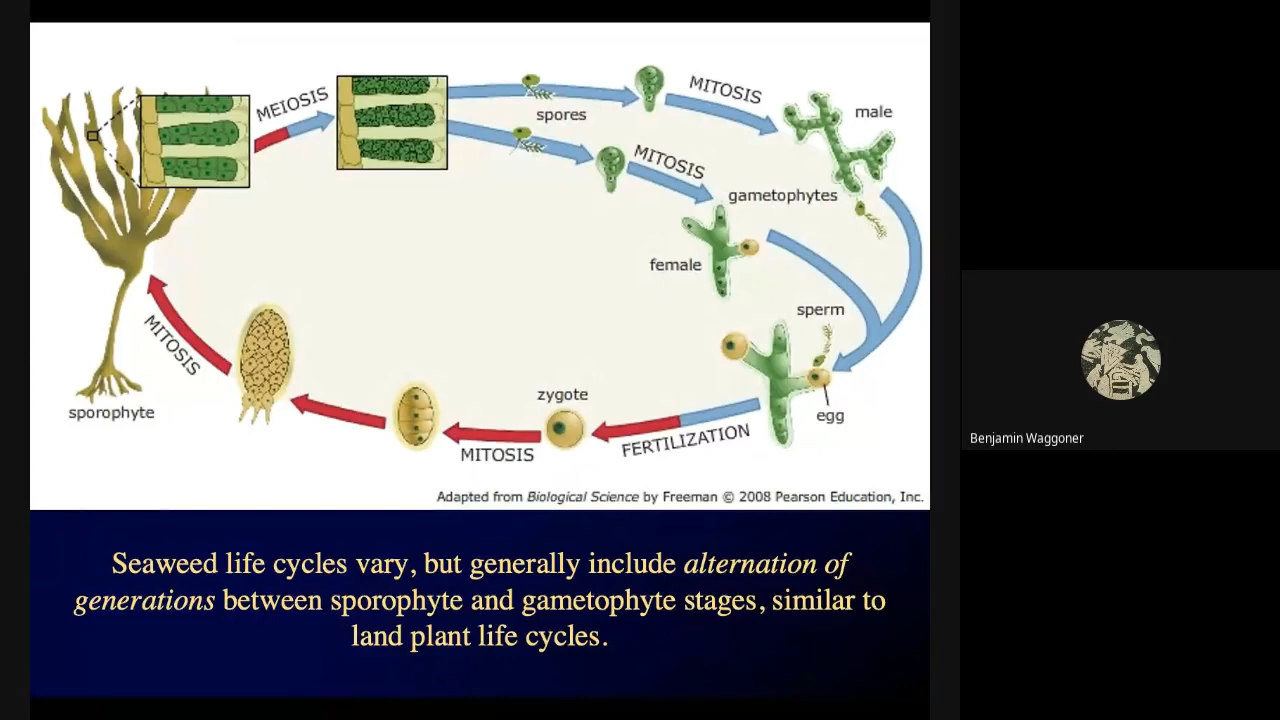 MEIOSIS
spores
MITOSIS
male
MITOSIS
gametophytes
female
sperm
egg
FERTILIZATION
zygote
MITOSIS
MITOSIS
sporophyte
Adapted from Biological Science by Freeman © 2008 Pearson Education, Inc.
Seaweed life cycles vary, but generally include alternation of
generations between sporophyte and gametophyte stages, similar to
land plant life cycles.
Benjamin Waggoner